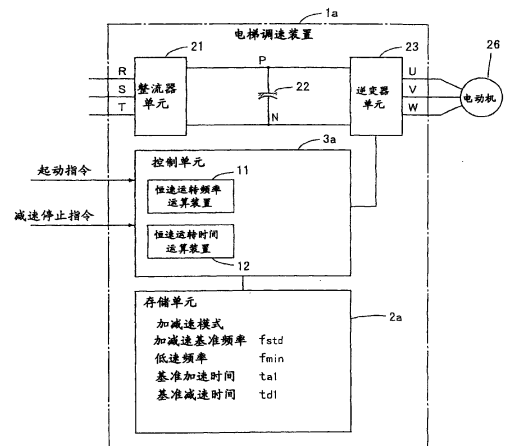 1a
电梯调速装置
21
23
26
R
S
T
整流器
单元
P
22
N
逆变器
单元
U
V
W
电动机
3a
起动指令
减速停止指令
控制单元
11
恒速运转频率
运算装置
恒速运转时间
运算装置
12
存储单元
2a
加减速模式
加减速基准频率 fstd
低速频率 fmin
基准加速时间 ta1
基准减速时间 td1